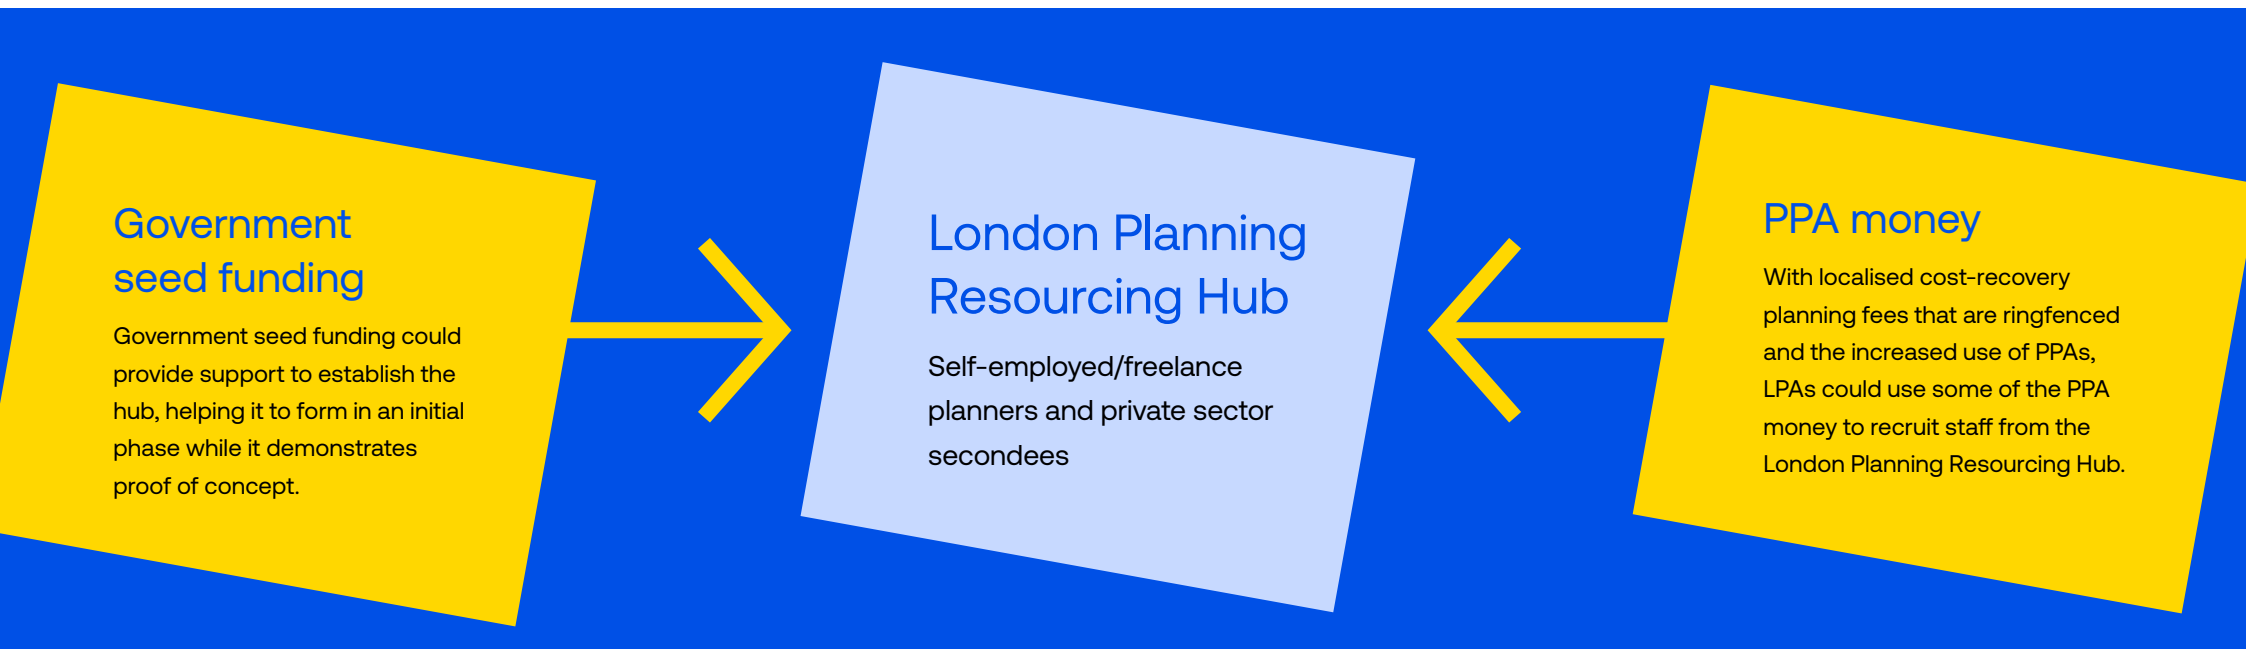 Government
seed funding
Government seed funding could
provide support to establish the
hub, helping it to form in an initial
phase while it demonstrates
proof of concept.
London Planning
Resourcing Hub
Self-employed/freelance
planners and private sector
secondees
PPA money
With localised cost-recovery
planning fees that are ringfenced
and the increased use of PPAs,
LPAs could use some of the PPA
money to recruit staff from the
London Planning Resourcing Hub.